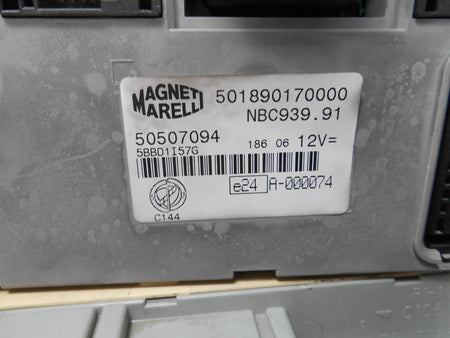 MAGNETI
MARELLI
501890170000
NBC939.91
50507094
186 06 12V=
5BBD1I57G
e24 A-000074
C144